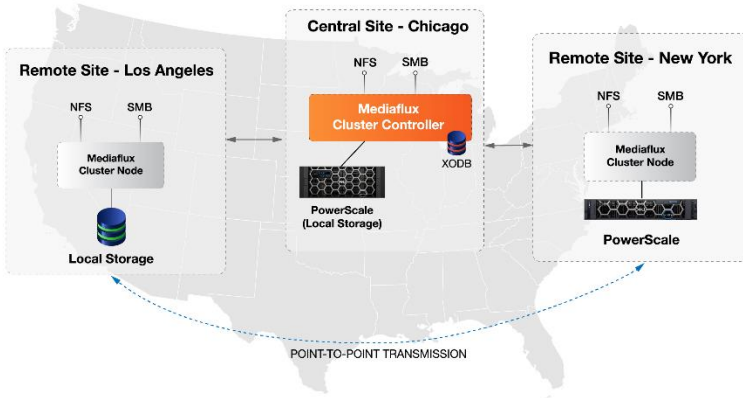 Central Site - Chicago
NFS SMB
Mediaflux
Cluster Controller
XODB
PowerScale
(Local Storage)
Remote Site - Los Angeles
NFS SMB
Mediaflux
Cluster Node
Local Storage
Remote Site - New York
NFS SMB
Mediaflux
Cluster Node
PowerScale
POINT-TO-POINT TRANSMISSION